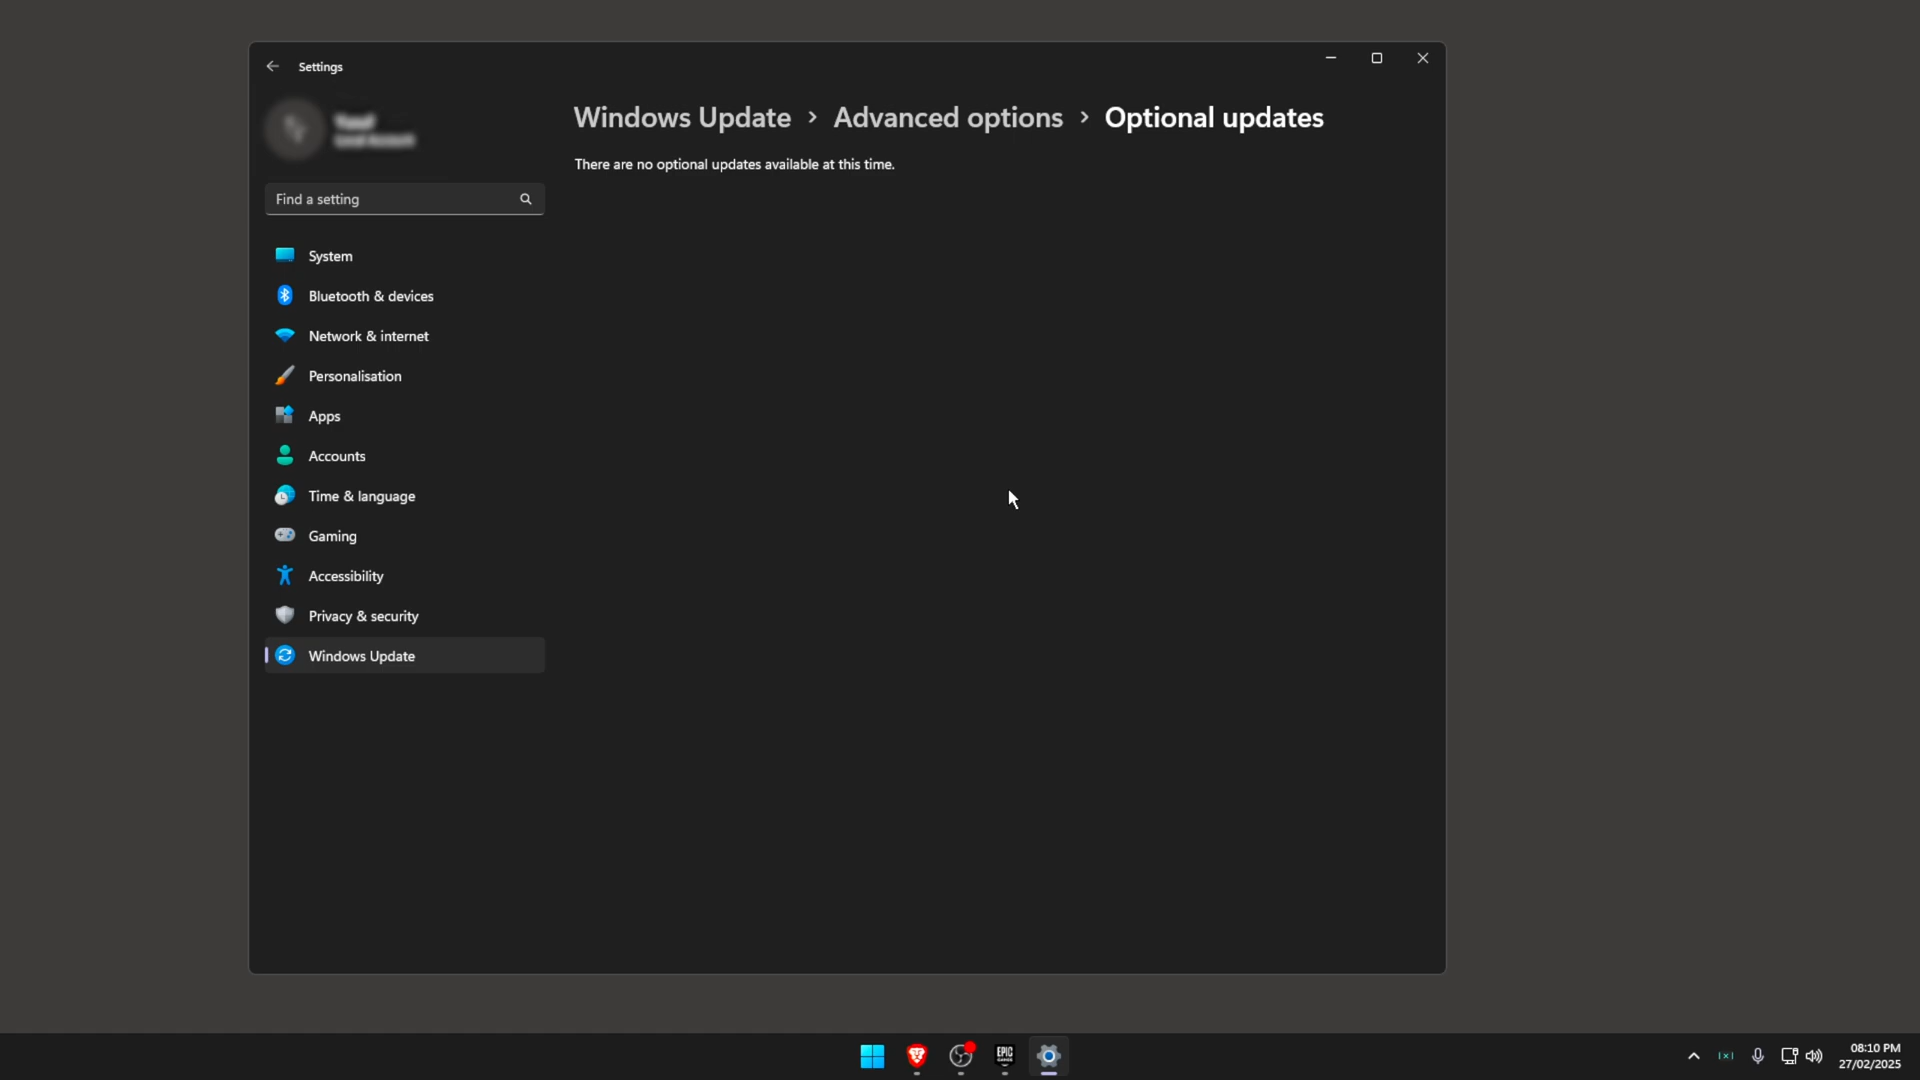 Settings
Windows Update > Advanced options > Optional updates
There are no optional updates available at this time.
Find a setting
System
Bluetooth & devices
Network & internet
Personalisation
Apps
Accounts
Time & language
Gaming
Accessibility
Privacy & security
Windows Update
EPIC
GAMES
08:10 PM
27/02/2025